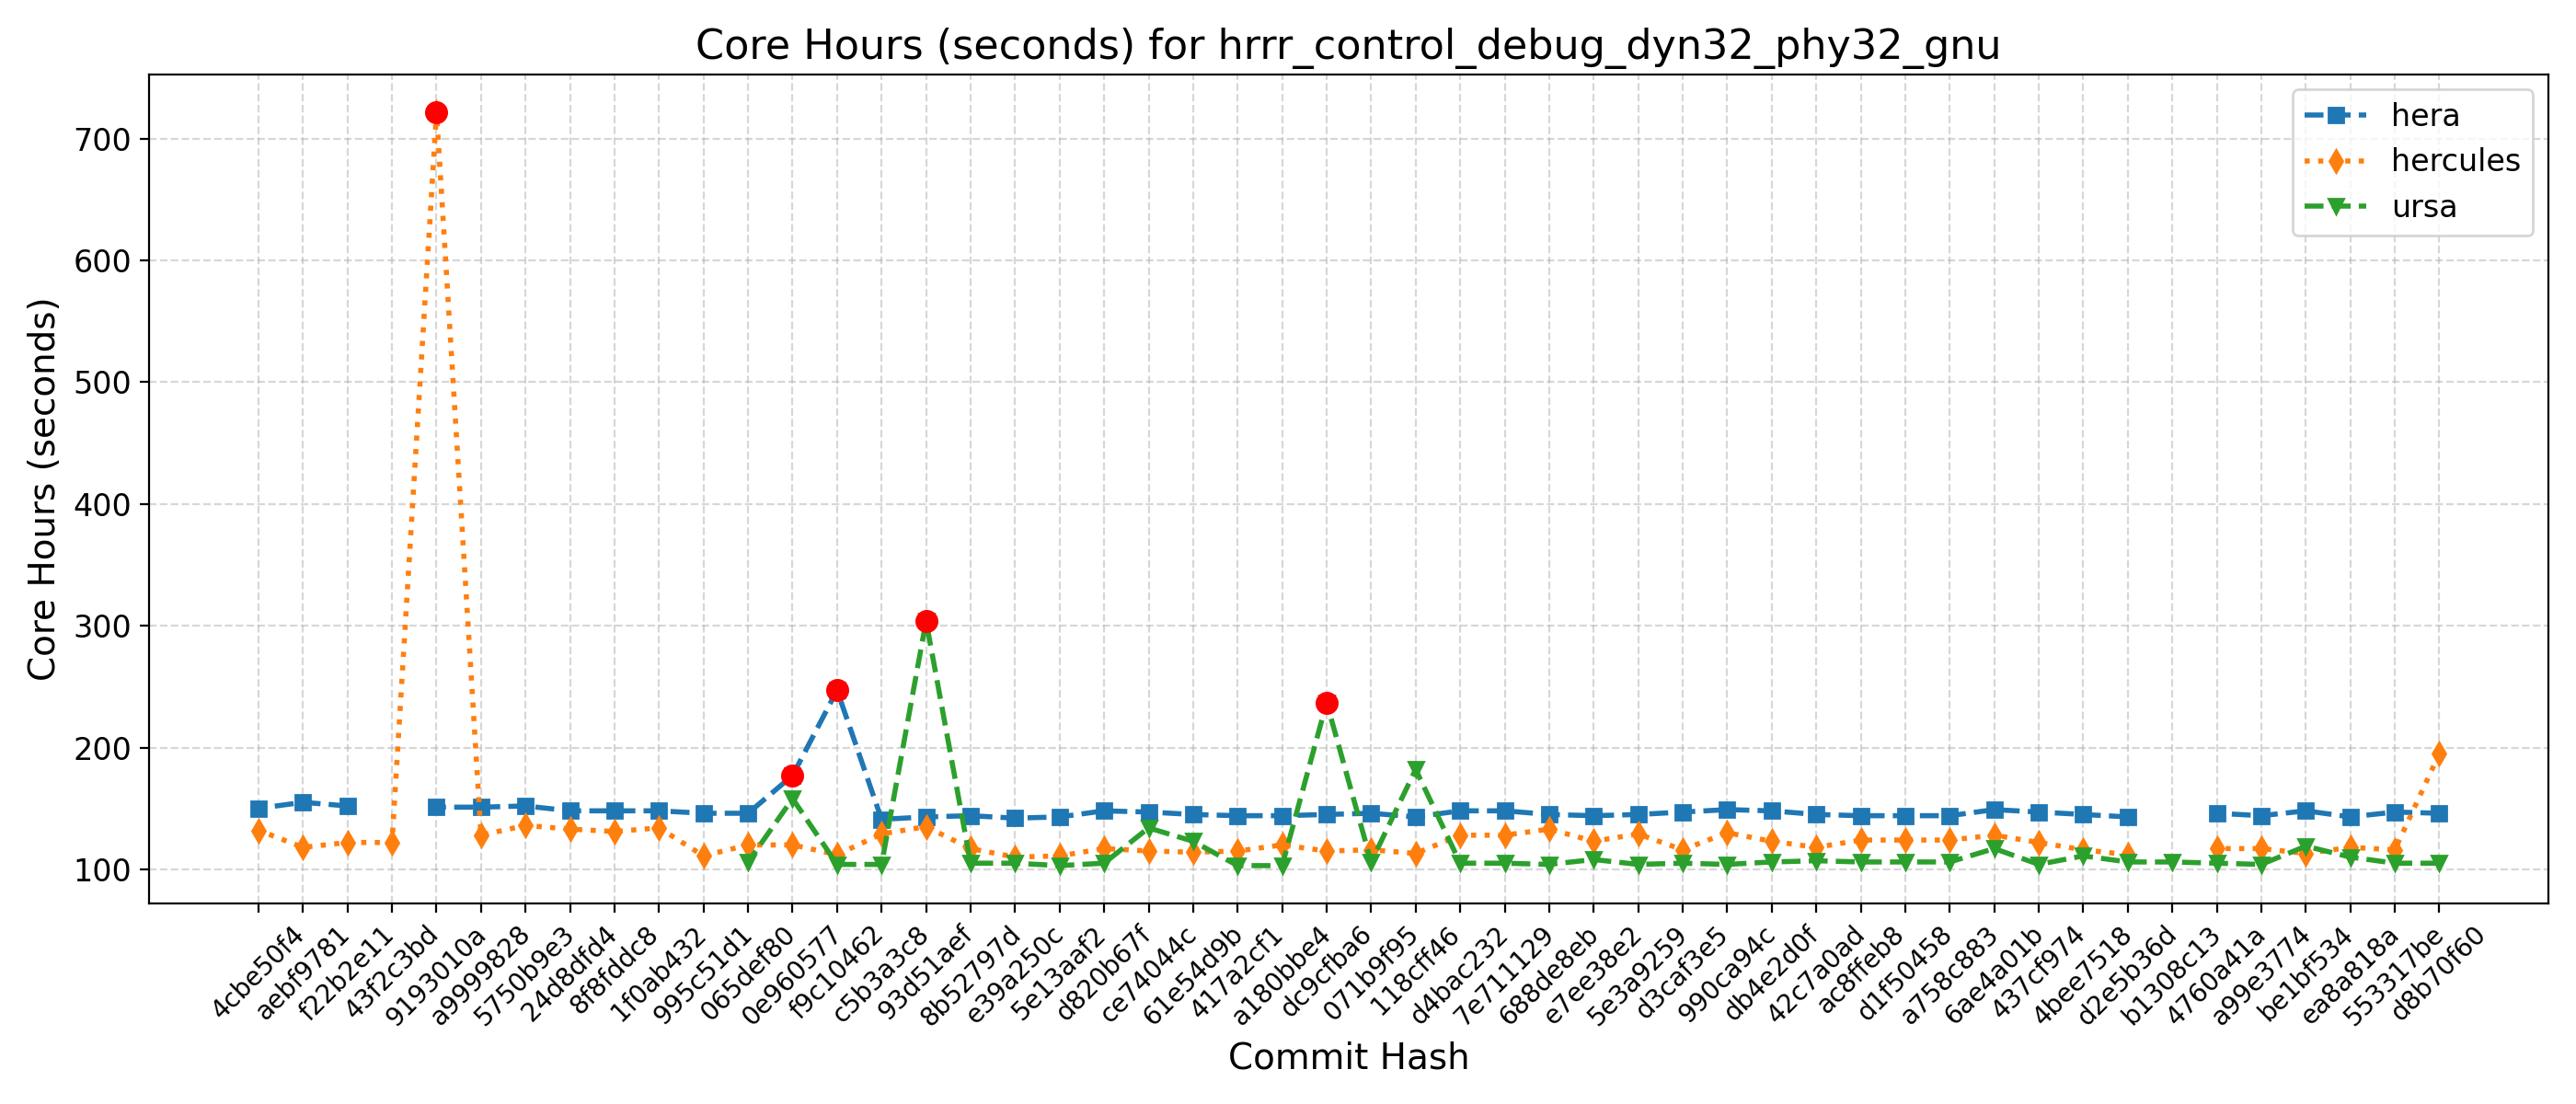 Core Hours (seconds) for hrrr_control_debug_dyn32_phy32_gnu
hera
hercules
ursa
Core Hours (seconds)
700
600
500
400
300
200
100
4cbe50f4
aebf9781
f22b2e11
43f2c3bd
9193010a
a9999828
5750b9e3
24d8dfd4
8f8fddc8
1f0ab432
995c51d1
065def80
0e960577
f9c10462
c5b3a3c8
93d51aef
8b52797d
e39a250c
5e13aaf2
d820b67f
ce74044c
61e54d9b
417a2cf1
a180bbe4
dc9cfba6
071b9f95
118cff46
d4bac232
7e711129
688de8eb
e7ee38e2
5e3a9259
d3caf3e5
990ca94c
db4e2d0f
42c7a0ad
ac8ffeb8
d1f50458
a758c883
6ae4a01b
437cf974
4bee7518
d2e5b36d
b1308c13
4760a41a
a99e3774
be1bf534
ea8a818a
553317be
d8b70f60
Commit Hash